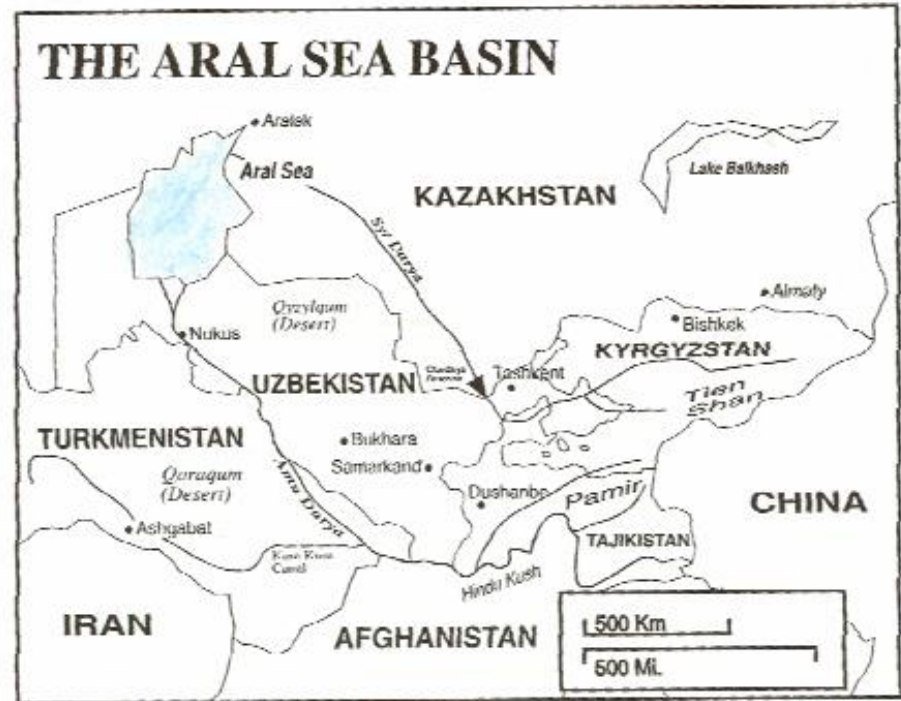 THE ARAL SEA BASIN
Aralsk
Aral Sea
Lake Balkhash
KAZAKHSTAN
Syr Darya
Almaty
Qyzylqum
(Desert)
Bishkek
Nukus
KYRGYZSTAN
UZBEKISTAN
Tashkent
Tien
Shan
TURKMENISTAN
Bukhara
Samarkand
Qaraqum
(Desert)
Amu Darya
Dushanbe
Pamir
CHINA
Ashgabat
TAJIKISTAN
Canal
Hindu Kush
IRAN
AFGHANISTAN
500 Km
500 Mi.